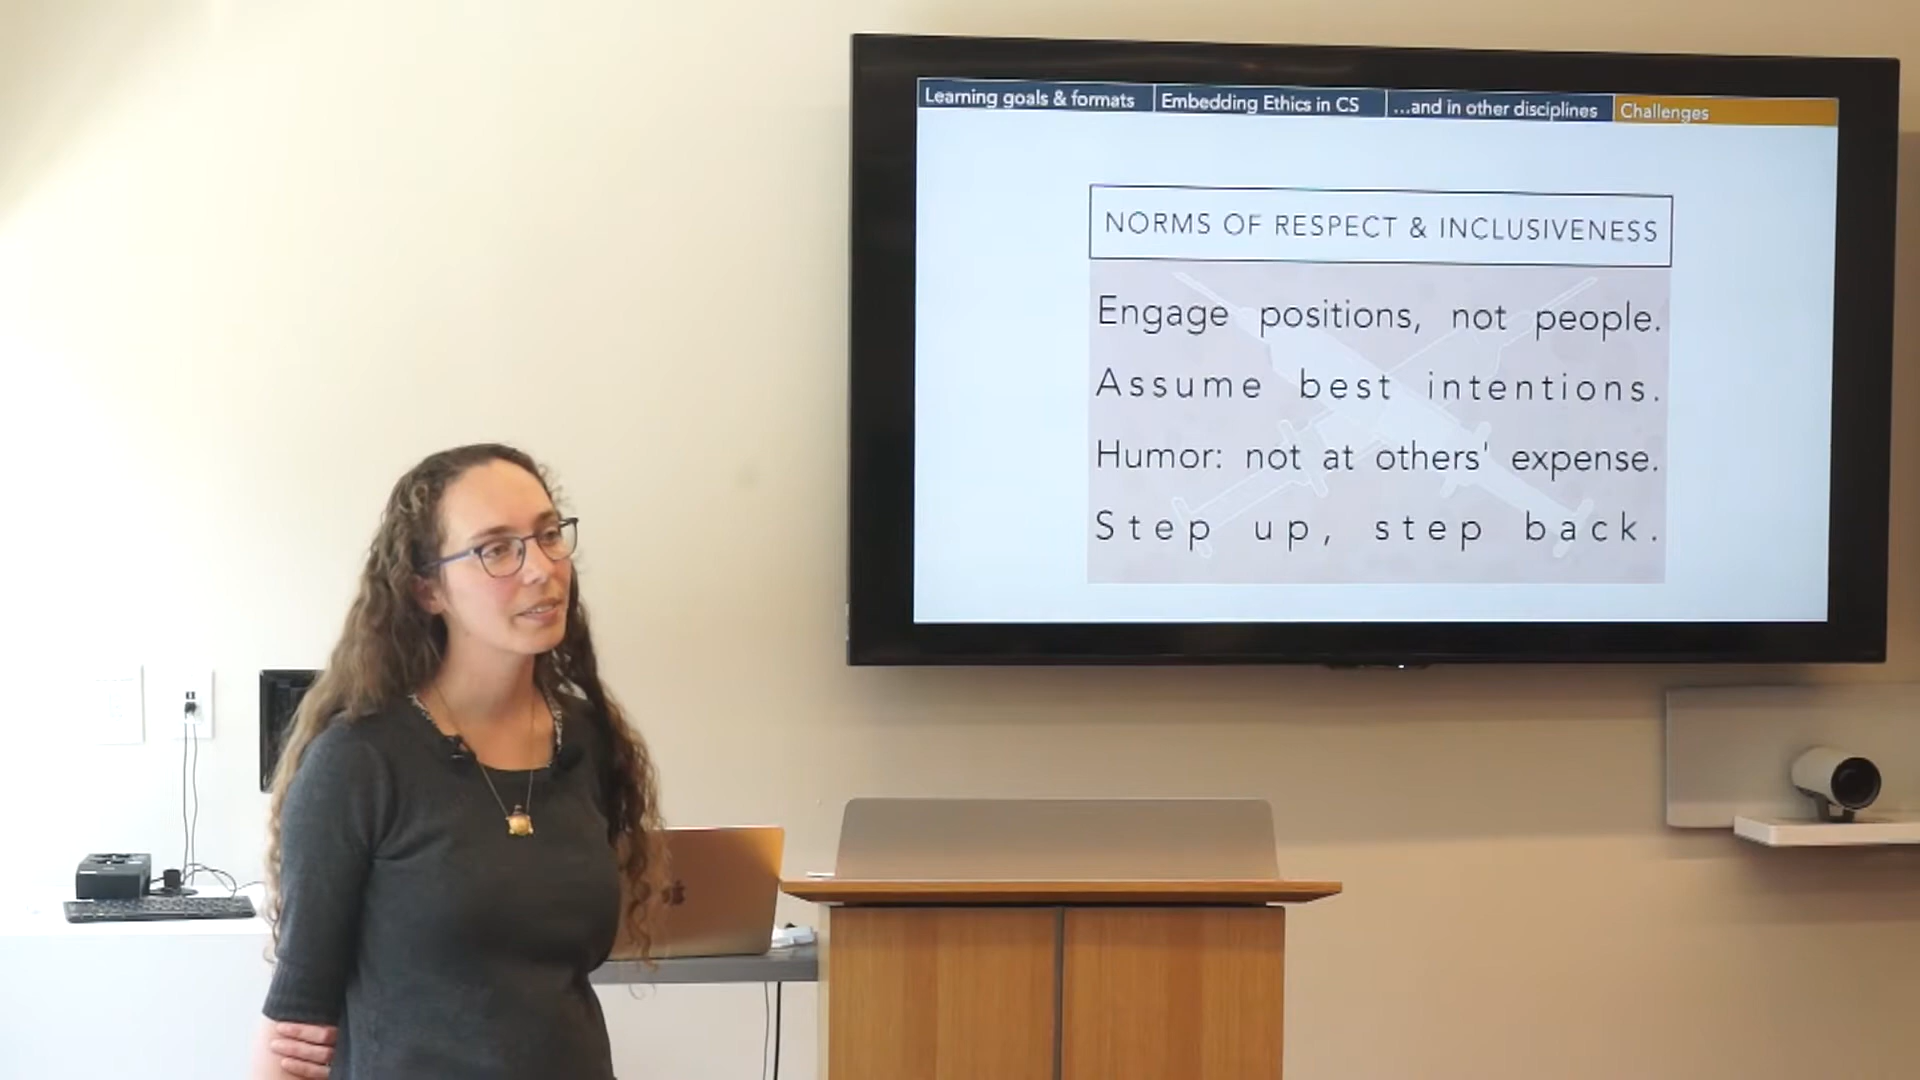 Learning goals & formats
Embedding Ethics in CS
...and in other disciplines
Challenges
NORMS OF RESPECT & INCLUSIVENESS
Engage positions, not people.
Assume best intentions.
Humor: not at others' expense.
Step up, step back.